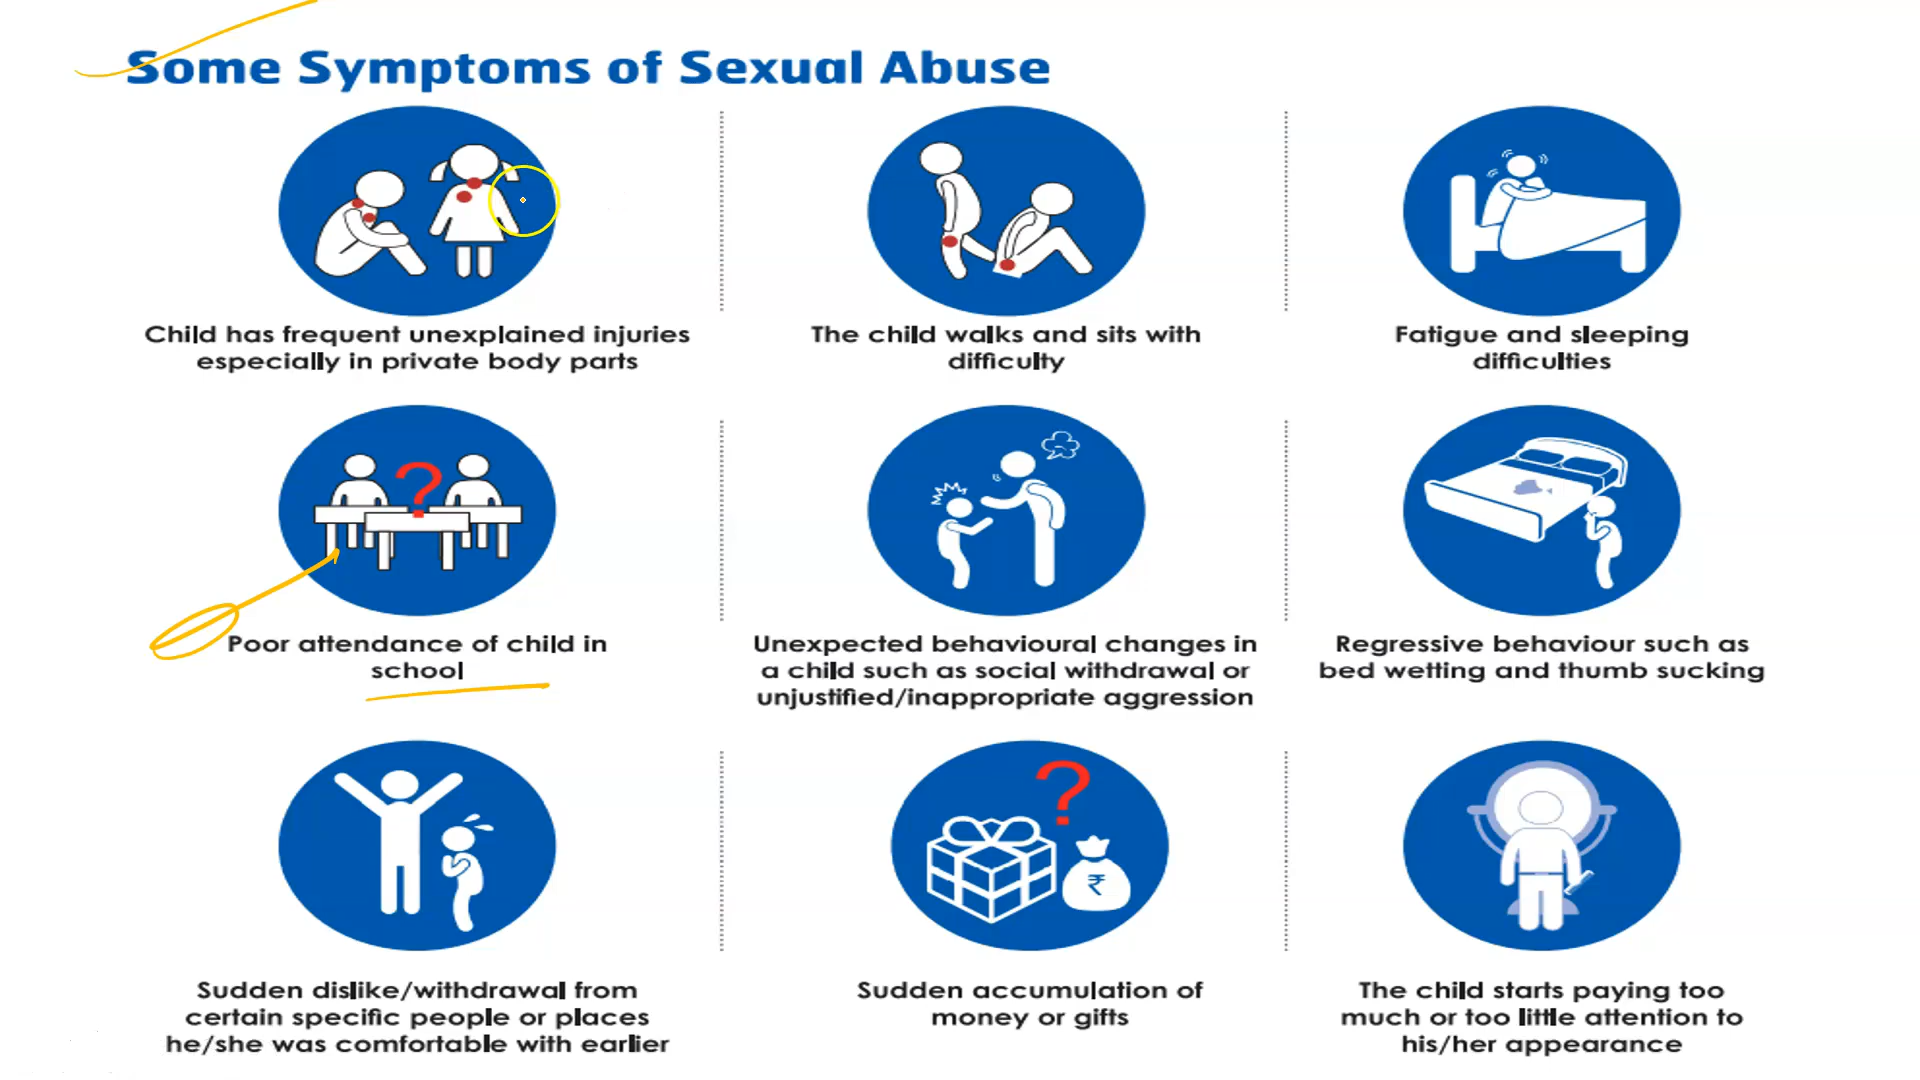 Some Symptoms of Sexual Abuse
Child has frequent unexplained injuries
especially in private body parts
The child walks and sits with
difficulty
Fatigue and sleeping
difficulties
?
Poor attendance of child in
school
Unexpected behavioural changes in
a child such as social withdrawal or
unjustified/inappropriate aggression
Regressive behaviour such as
bed wetting and thumb sucking
Sudden dislike/withdrawal from
certain specific people or places
he/she was comfortable with earlier
?
₹
Sudden accumulation of
money or gifts
The child starts paying too
much or too little attention to
his/her appearance